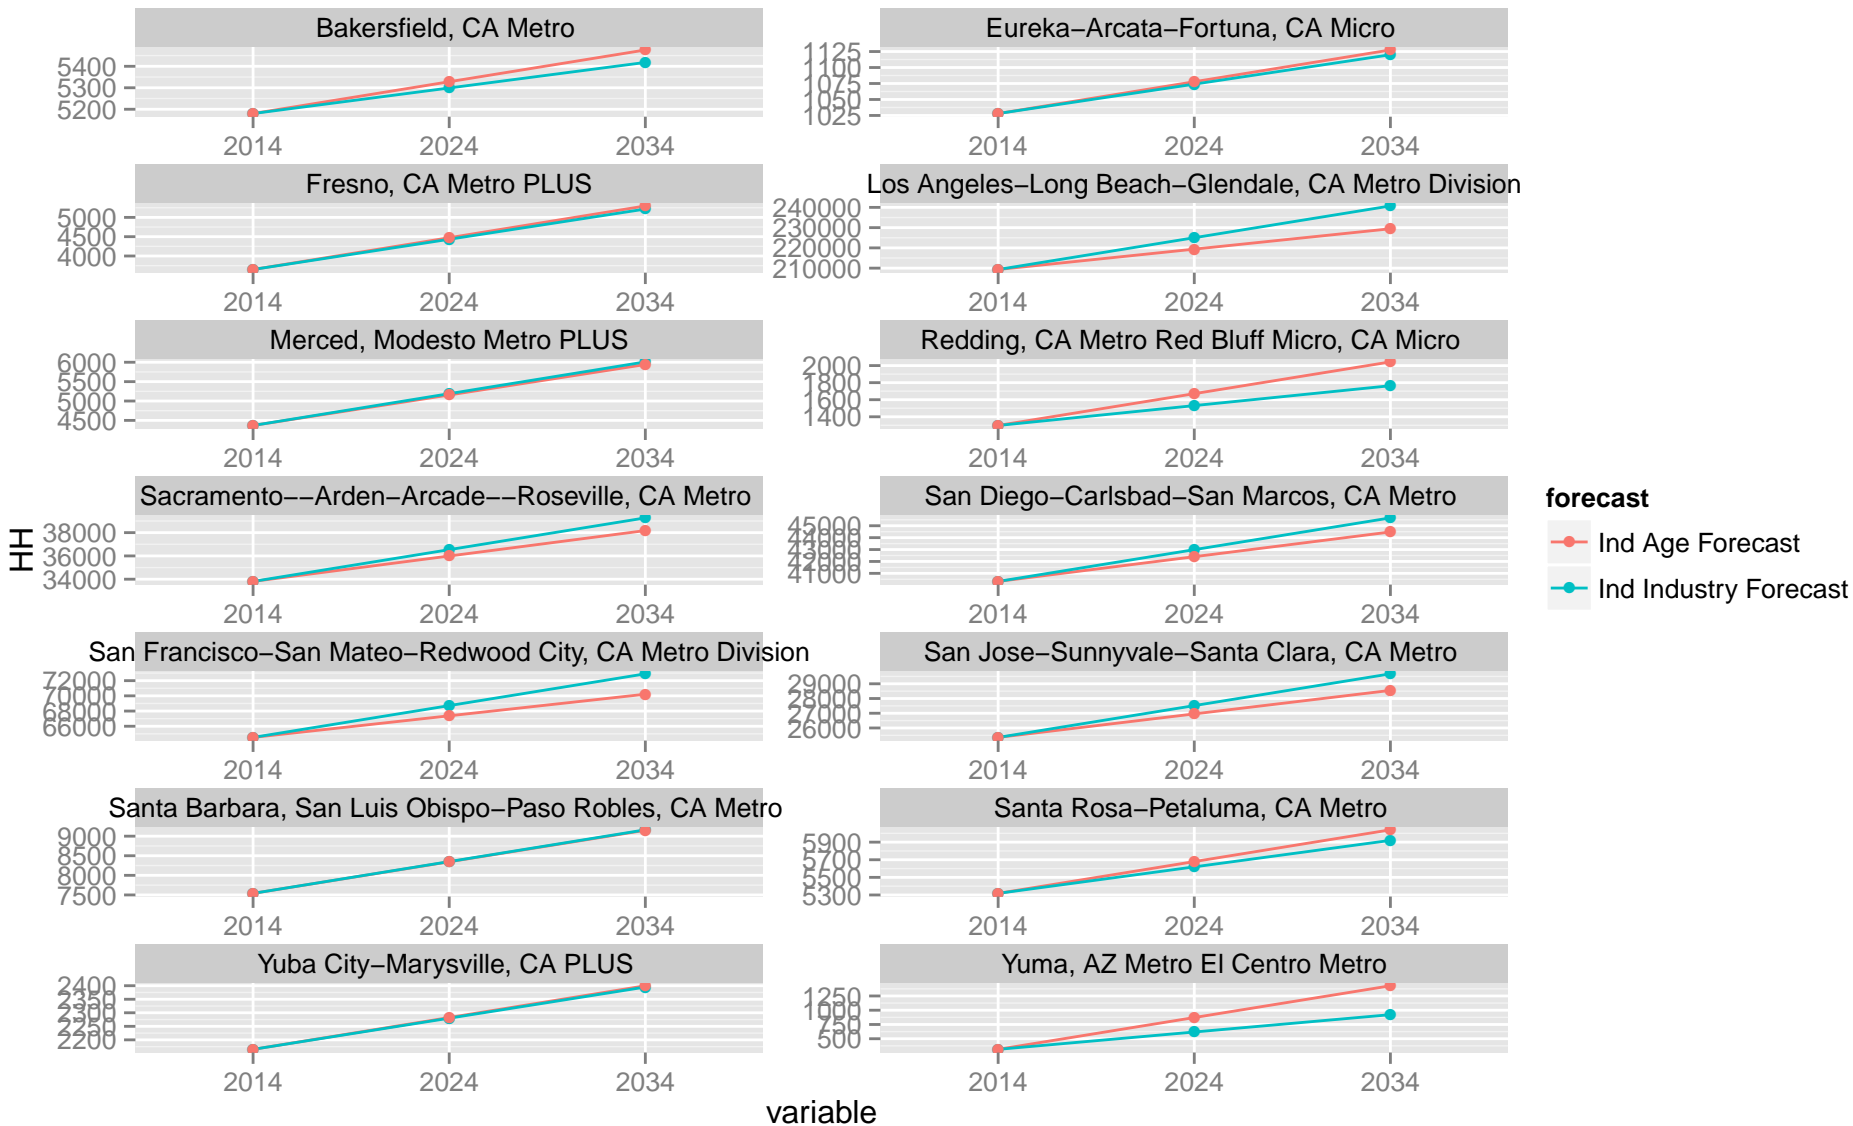 Bakersfield, CA Metro
5400
5300
5200
2014 2024 2034
Eureka−Arcata−Fortuna, CA Micro
1125
1100
1075
1050
1025
2014 2024 2034
Fresno, CA Metro PLUS
5000
4500
4000
2014 2024 2034
Los Angeles−Long Beach−Glendale, CA Metro Division
240000
230000
220000
210000
2014 2024 2034
Merced, Modesto Metro PLUS
6000
5500
5000
4500
2014 2024 2034
Redding, CA Metro Red Bluff Micro, CA Micro
2000
1800
1600
1400
2014 2024 2034
Sacramento−−Arden−Arcade−−Roseville, CA Metro
38000
36000
34000
2014 2024 2034
San Diego−Carlsbad−San Marcos, CA Metro
45000
44000
43000
42000
41000
2014 2024 2034
San Francisco−San Mateo−Redwood City, CA Metro Division
72000
70000
68000
66000
2014 2024 2034
San Jose−Sunnyvale−Santa Clara, CA Metro
29000
28000
27000
26000
2014 2024 2034
Santa Barbara, San Luis Obispo−Paso Robles, CA Metro
9000
8500
8000
7500
2014 2024 2034
Santa Rosa−Petaluma, CA Metro
5900
5700
5500
5300
2014 2024 2034
Yuba City−Marysville, CA PLUS
2400
2350
2300
2250
2200
2014 2024 2034
Yuma, AZ Metro El Centro Metro
1250
1000
750
500
2014 2024 2034
HH
variable
forecast
Ind Age Forecast
Ind Industry Forecast